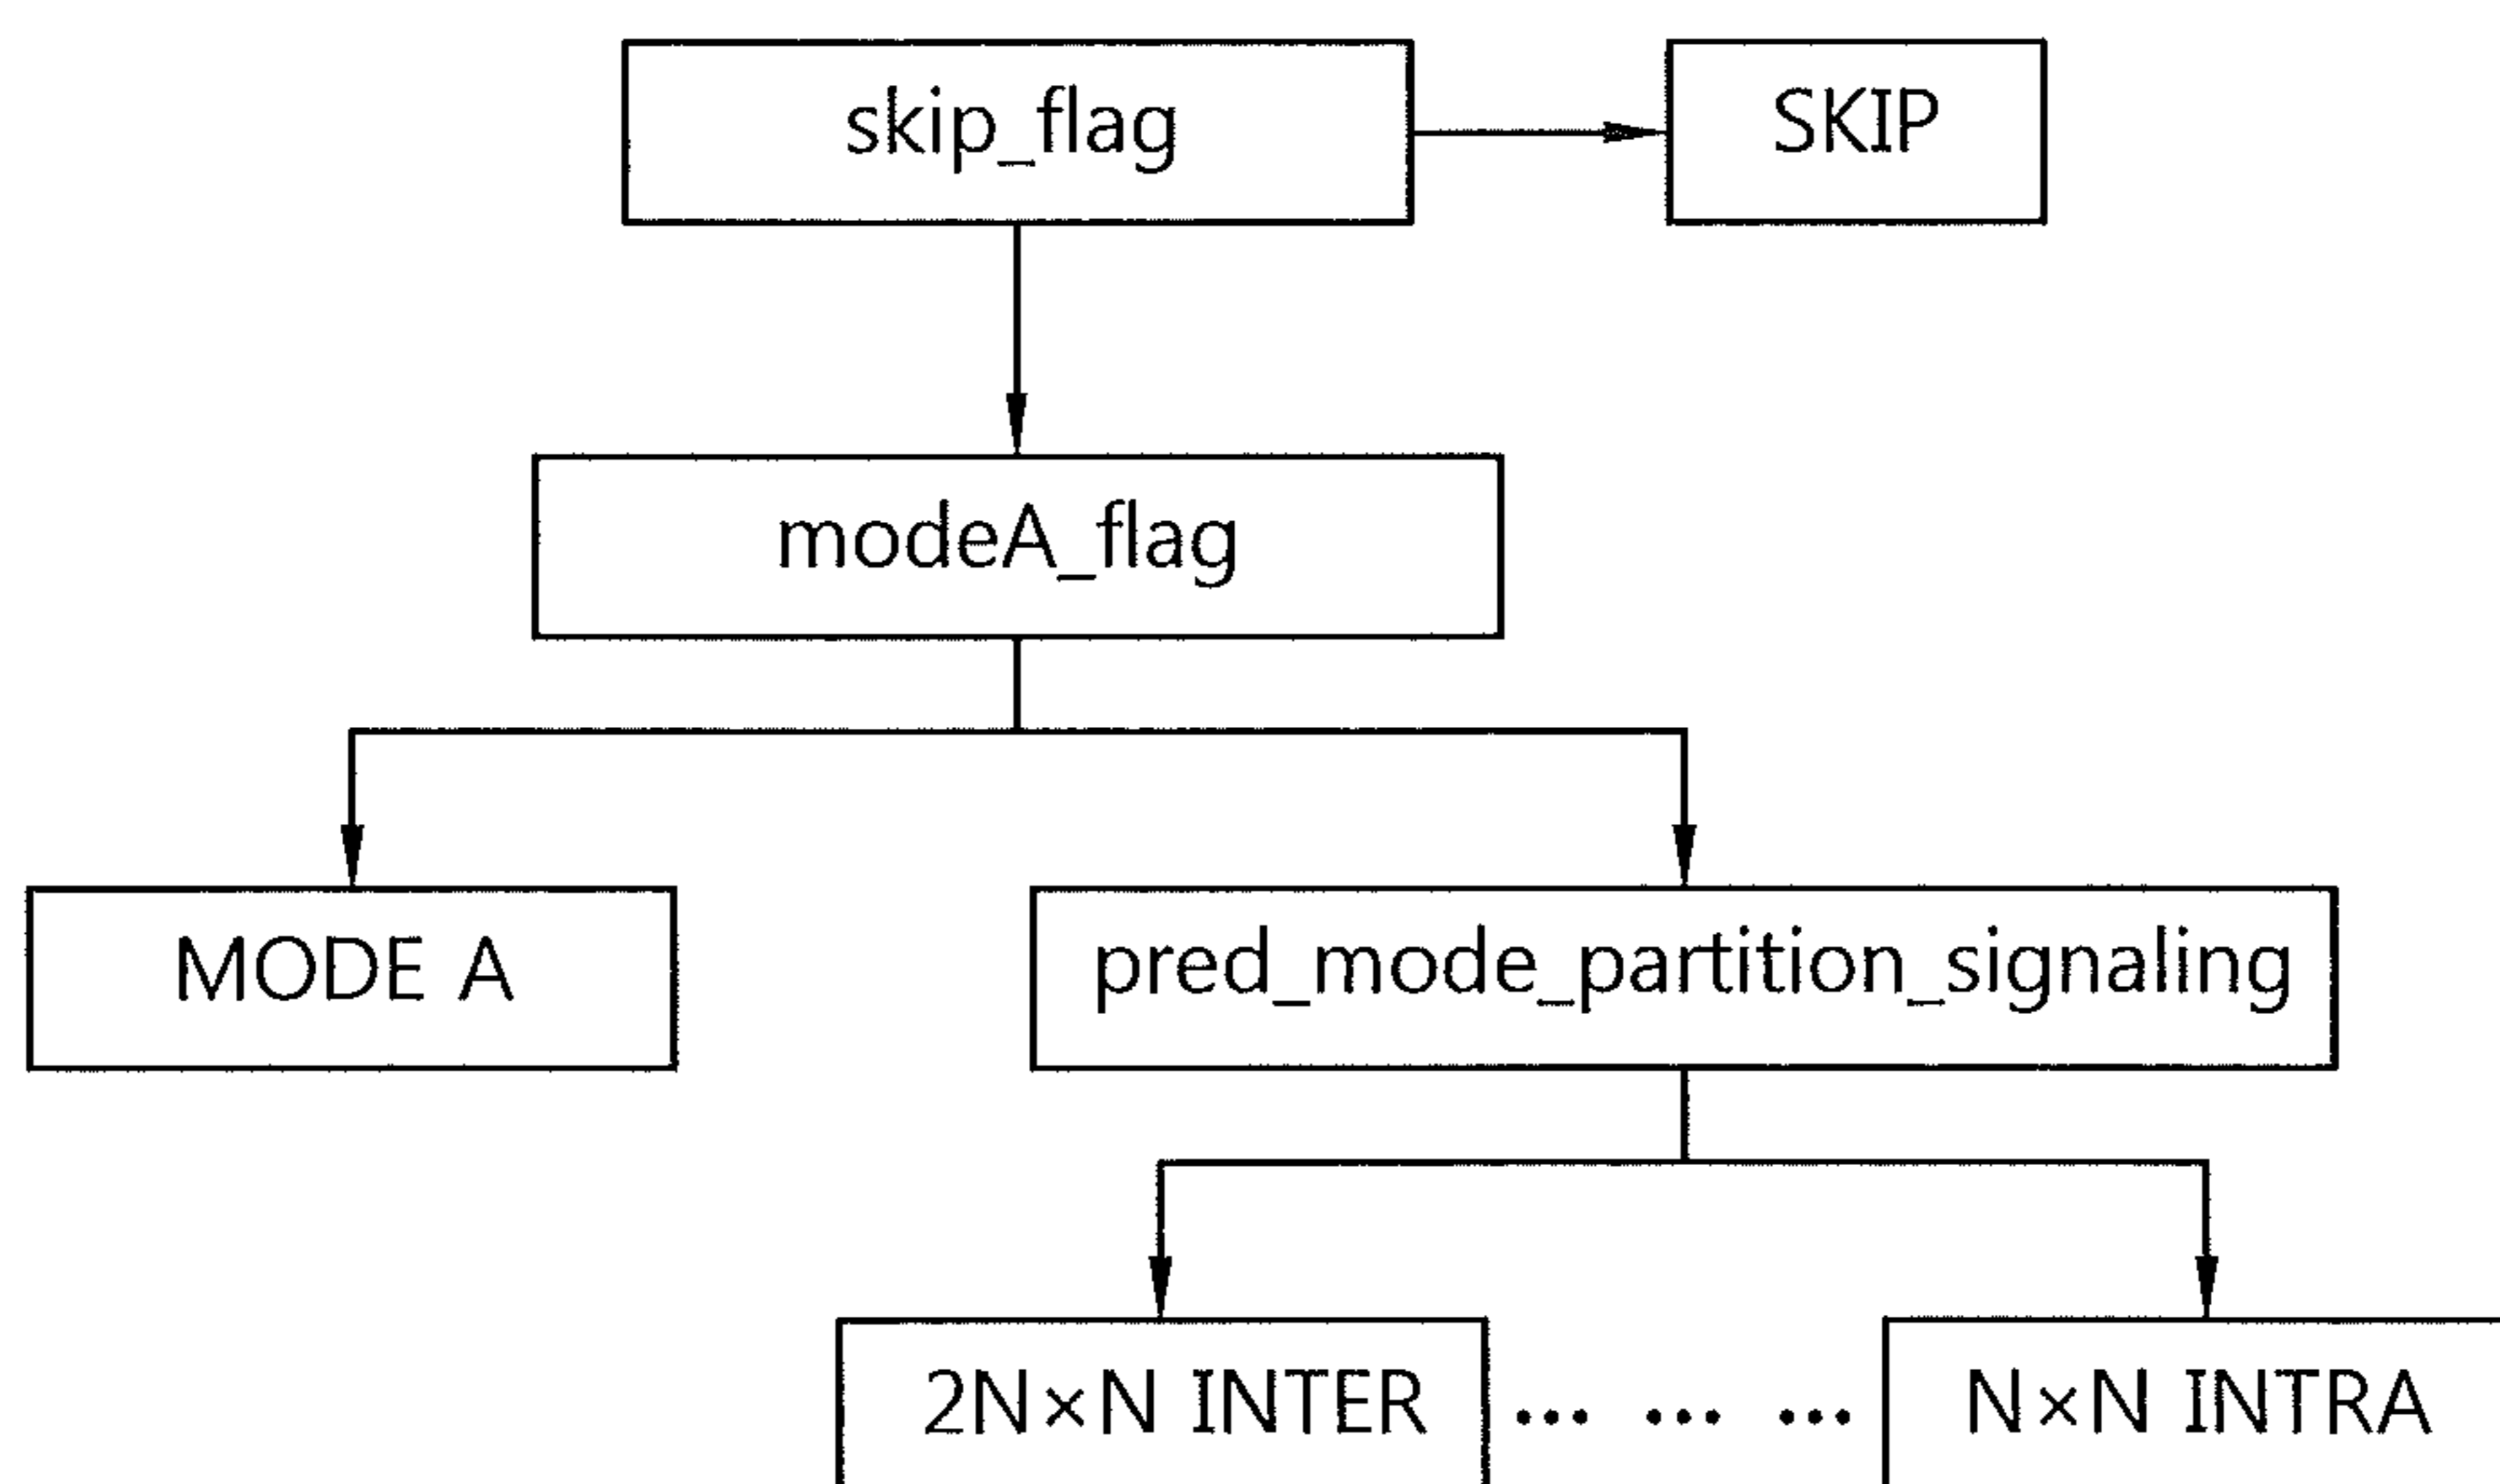 skip_flag
SKIP
modeA_flag
MODE A
pred_mode_partition_signaling
2N×N INTER ... ... ... N×N INTRA